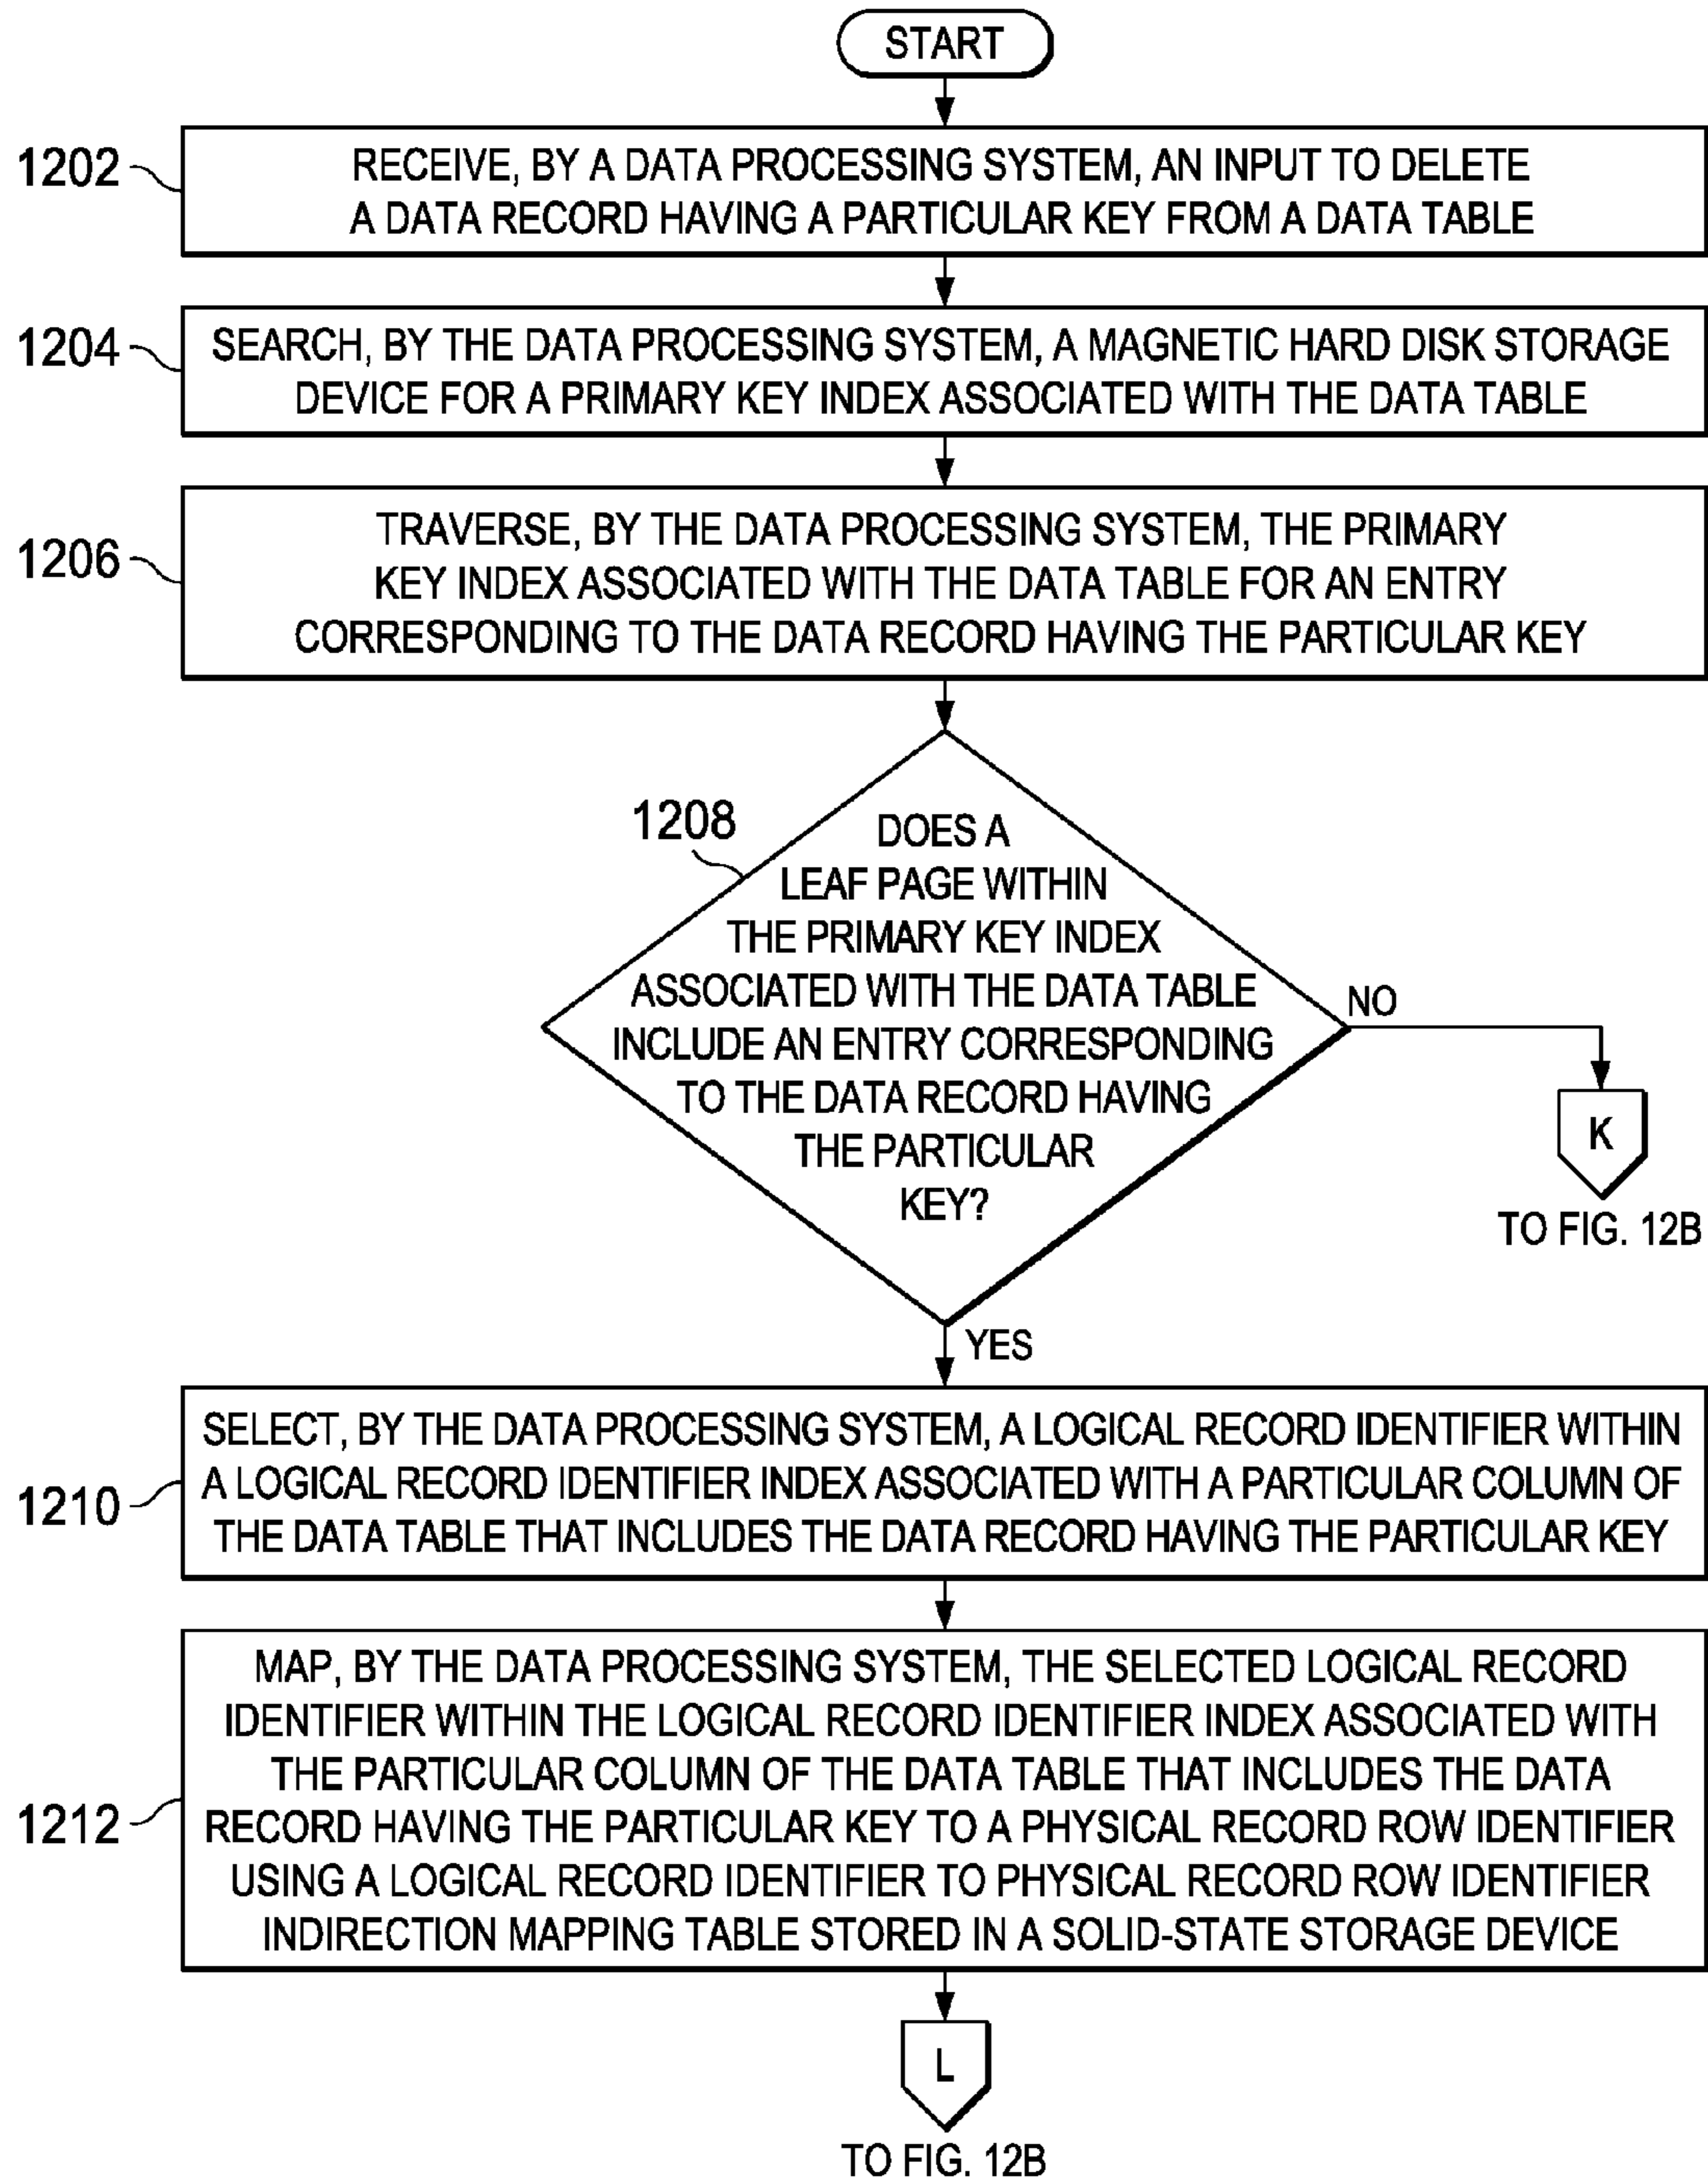 START
1202
RECEIVE, BY A DATA PROCESSING SYSTEM, AN INPUT TO DELETE
A DATA RECORD HAVING A PARTICULAR KEY FROM A DATA TABLE
1204
SEARCH, BY THE DATA PROCESSING SYSTEM, A MAGNETIC HARD DISK STORAGE
DEVICE FOR A PRIMARY KEY INDEX ASSOCIATED WITH THE DATA TABLE
1206
TRAVERSE, BY THE DATA PROCESSING SYSTEM, THE PRIMARY
KEY INDEX ASSOCIATED WITH THE DATA TABLE FOR AN ENTRY
CORRESPONDING TO THE DATA RECORD HAVING THE PARTICULAR KEY
1208
DOES A
LEAF PAGE WITHIN
THE PRIMARY KEY INDEX
ASSOCIATED WITH THE DATA TABLE
INCLUDE AN ENTRY CORRESPONDING
TO THE DATA RECORD HAVING
THE PARTICULAR
KEY?
NO
K
TO FIG. 12B
YES
1210
SELECT, BY THE DATA PROCESSING SYSTEM, A LOGICAL RECORD IDENTIFIER WITHIN
A LOGICAL RECORD IDENTIFIER INDEX ASSOCIATED WITH A PARTICULAR COLUMN OF
THE DATA TABLE THAT INCLUDES THE DATA RECORD HAVING THE PARTICULAR KEY
1212
MAP, BY THE DATA PROCESSING SYSTEM, THE SELECTED LOGICAL RECORD
IDENTIFIER WITHIN THE LOGICAL RECORD IDENTIFIER INDEX ASSOCIATED WITH
THE PARTICULAR COLUMN OF THE DATA TABLE THAT INCLUDES THE DATA
RECORD HAVING THE PARTICULAR KEY TO A PHYSICAL RECORD ROW IDENTIFIER
USING A LOGICAL RECORD IDENTIFIER TO PHYSICAL RECORD ROW IDENTIFIER
INDIRECTION MAPPING TABLE STORED IN A SOLID-STATE STORAGE DEVICE
L
TO FIG. 12B